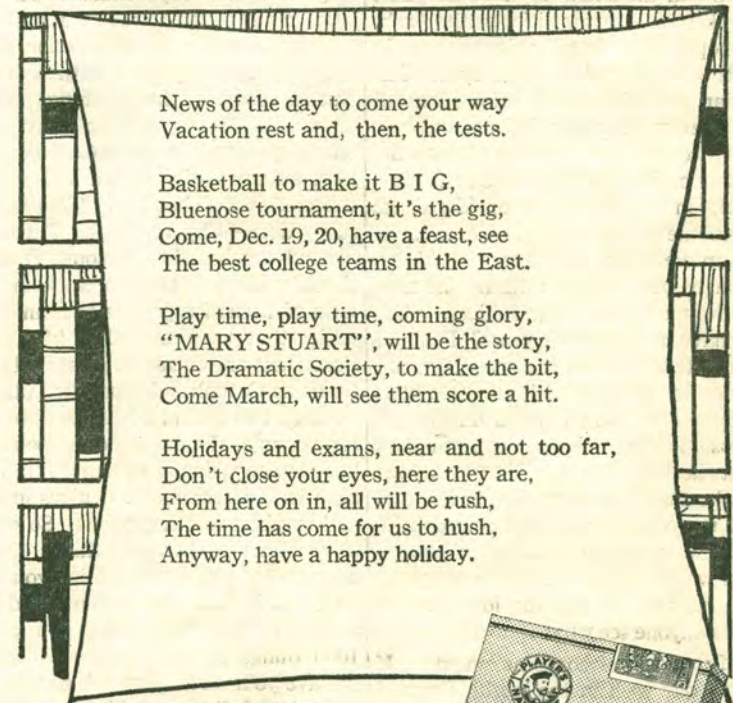 News of the day to come your way
Vacation rest and, then, the tests.

Basketball to make it B I G,
Bluenose tournament, it's the gig,
Come, Dec. 19, 20, have a feast, see
The best college teams in the East.

Play time, play time, coming glory,
"MARY STUART", will be the story,
The Dramatic Society, to make the bit,
Come March, will see them score a hit.

Holidays and exams, near and not too far,
Don't close your eyes, here they are,
From here on in, all will be rush,
The time has come for us to hush,
Anyway, have a happy holiday.

PLAYER'S